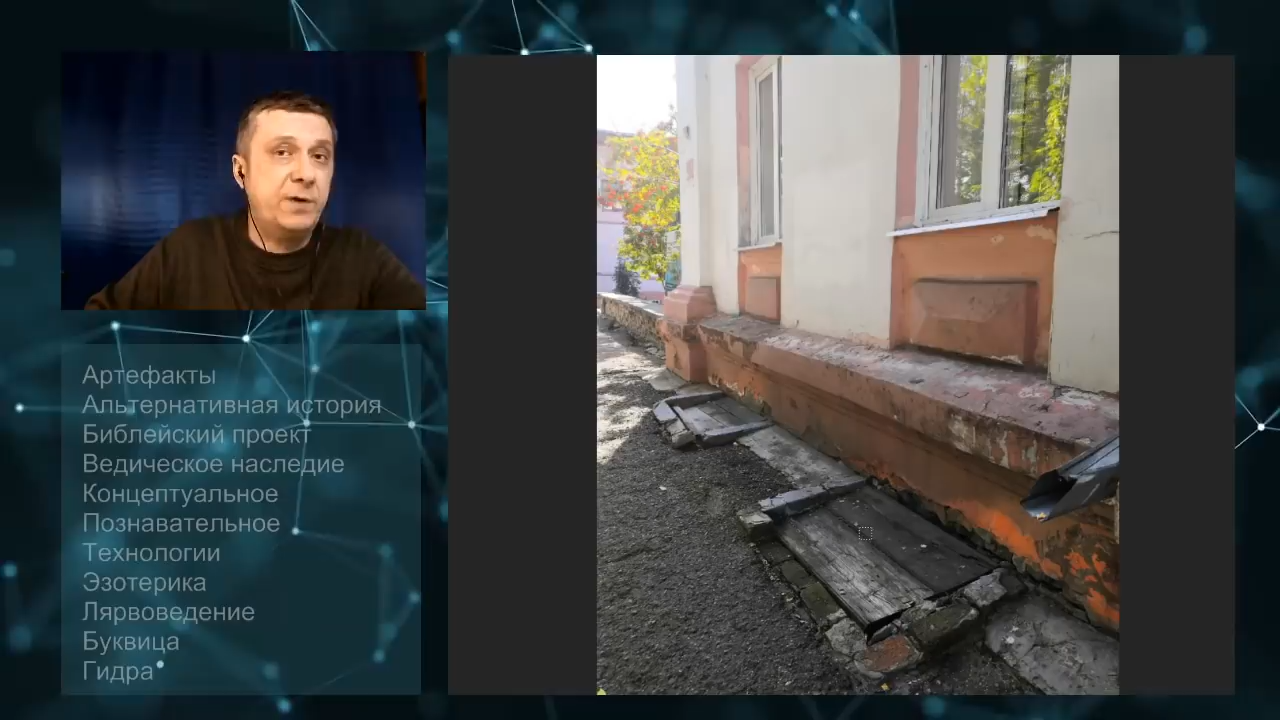 Артефакты
Альтернативная история
Библейский проект
Ведическое наследие
Концептуальное
Познавательное
Технологии
Эзотерика
Лярвоведение
Буквица
Гидра